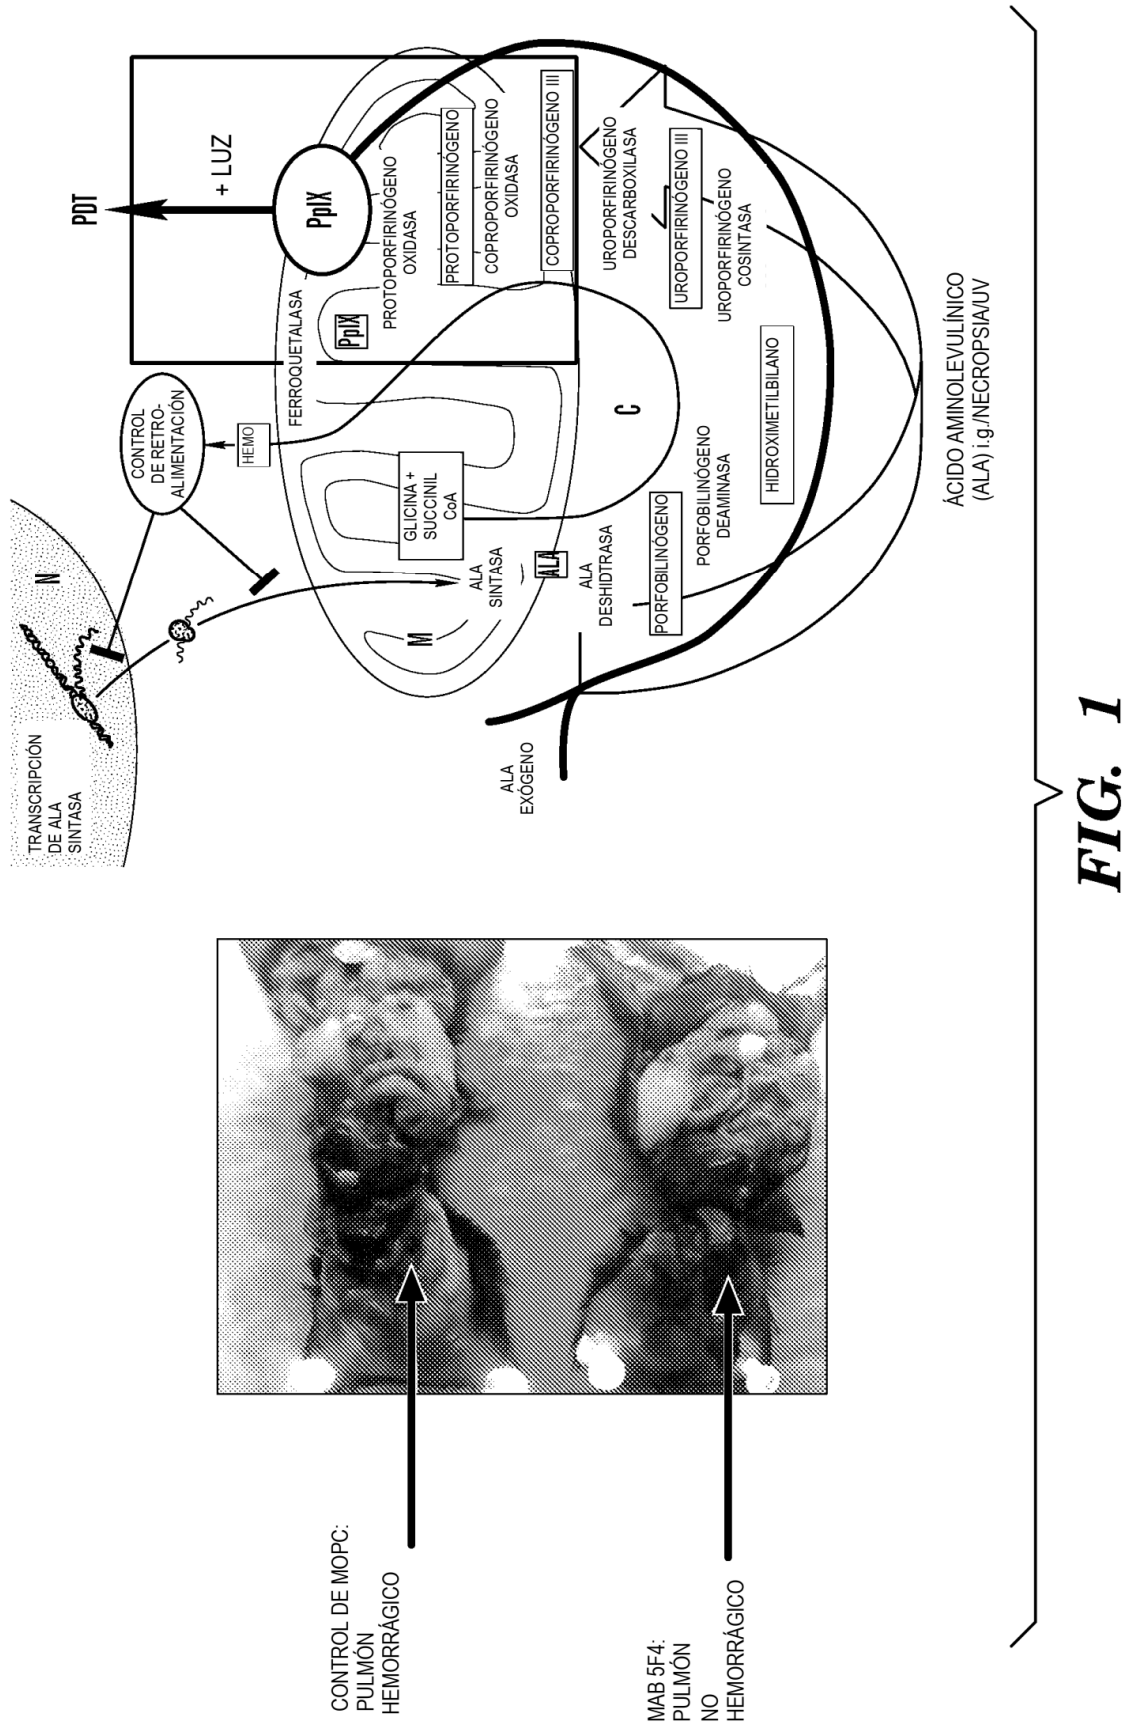 CONTROL DE MOPC:
PULMÓN
HEMORRÁGICO
MAB 5F4:
PULMÓN
NO
HEMORRÁGICO
TRANSCRIPCIÓN
DE ALA
SINTASA
N
CONTROL
DE RETRO-
ALIMENTACIÓN
HEMO
PDT
+ LUZ
PpIX
FERROQUETALASA
PpIX
PROTOPORFIRINÓGENO
OXIDASA
PROTOPORFIRINÓGENO
COPROPORFIRINÓGENO
OXIDASA
COPROPORFIRINÓGENO III
UROPORFIRINÓGENO
DESCARBOXILASA
UROPORFIRINÓGENO III
UROPORFIRINÓGENO
COSINTASA
GLICINA +
SUCCINIL
CoA
M
ALA
SINTASA
ALA
C
ALA
DESHIDTRASA
PORFOBILINÓGENO
PORFOBILINÓGENO
DEAMINASA
HIDROXIMETILBILANO
ALA
EXÓGENO
ÁCIDO AMINOLEVULÍNICO
(ALA) i.g./NECROPSIA/UV
FIG. 1